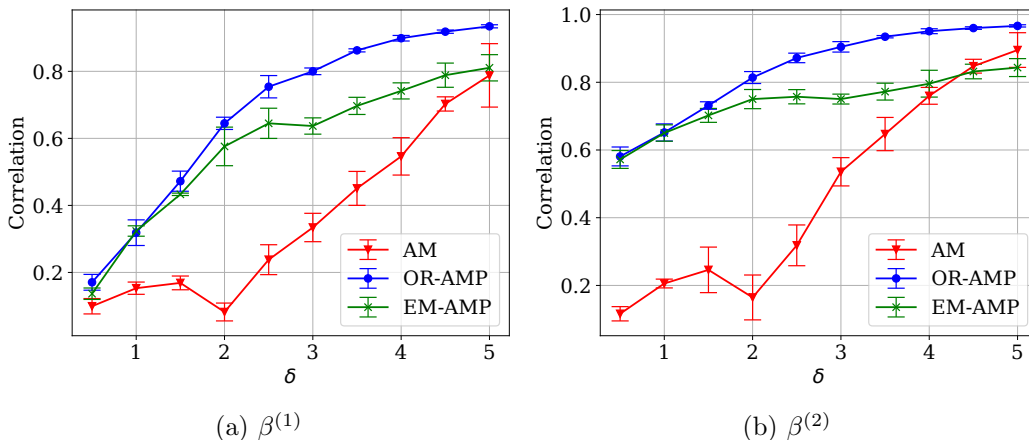 Correlation
0.8
0.6
0.4
0.2
1
2
3
4
5
δ
AM
OR-AMP
EM-AMP
(a) β⁽¹⁾
Correlation
1.0
0.8
0.6
0.4
0.2
1
2
3
4
5
δ
AM
OR-AMP
EM-AMP
(b) β⁽²⁾